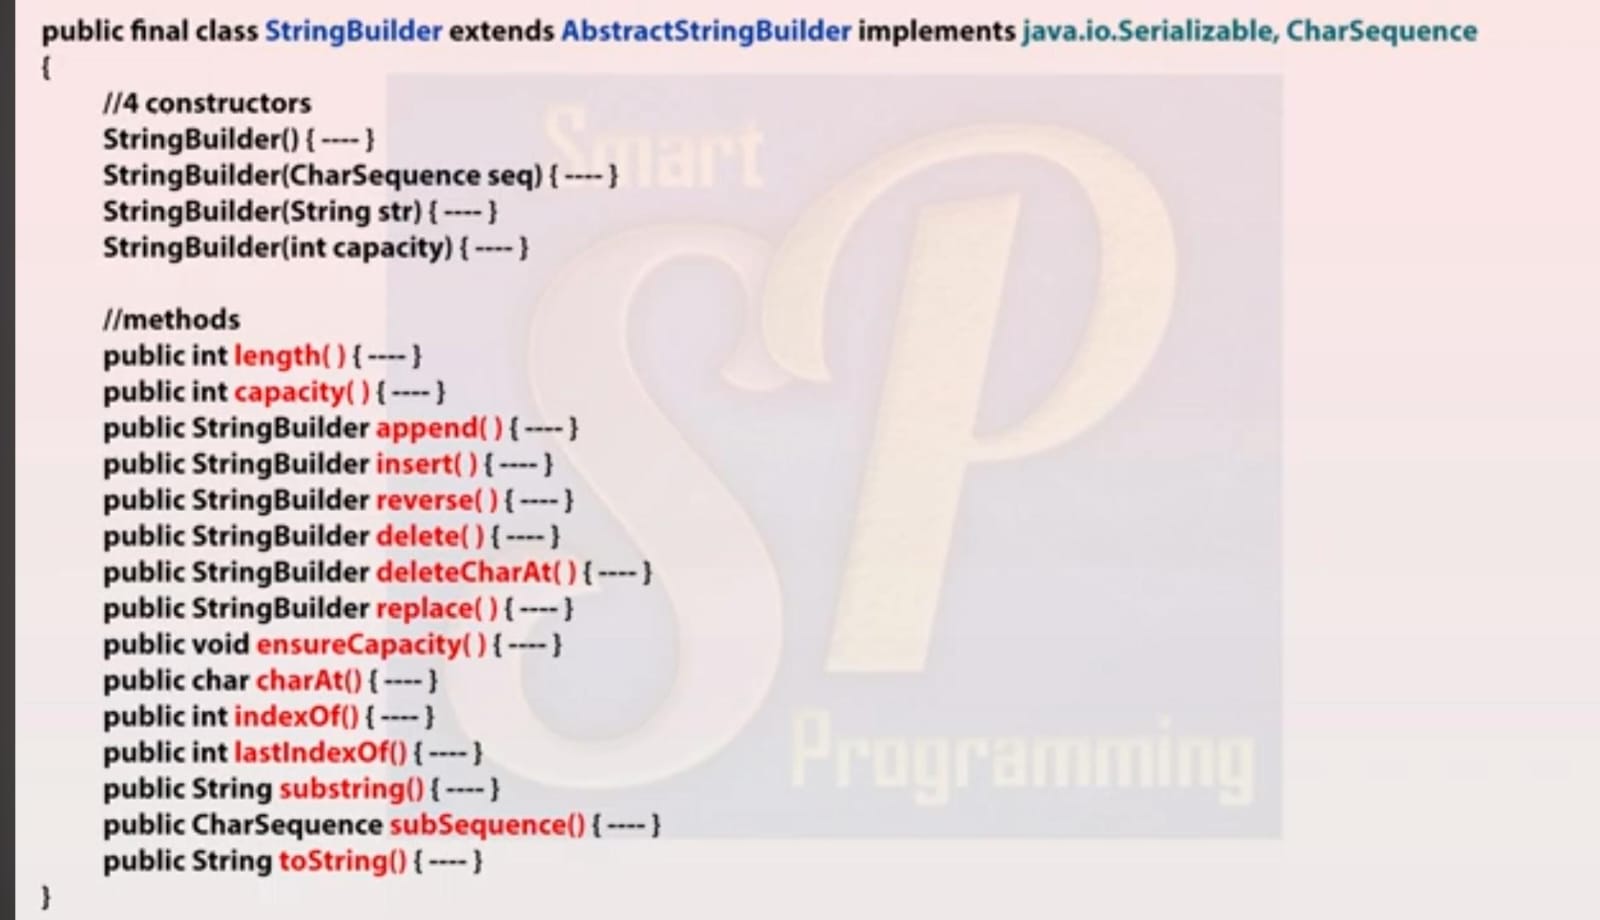 public final class StringBuilder extends AbstractStringBuilder implements java.io.Serializable, CharSequence
{
//4 constructors
StringBuilder() { ---- }
StringBuilder(CharSequence seq) { ---- }
StringBuilder(String str) { ---- }
StringBuilder(int capacity) { ---- }
//methods
public int length( ) { ---- }
public int capacity( ) { ---- }
public StringBuilder append( ) { ---- }
public StringBuilder insert( ) { ---- }
public StringBuilder reverse( ) { ---- }
public StringBuilder delete( ) { ---- }
public StringBuilder deleteCharAt( ) { ---- }
public StringBuilder replace( ) { ---- }
public void ensureCapacity( ) { ---- }
public char charAt() { ---- }
public int indexOf() { ---- }
public int lastIndexOf() { ---- }
public String substring() { ---- }
public CharSequence subSequence() { ---- }
public String toString() { ---- }
}
Smart
SP
Programming